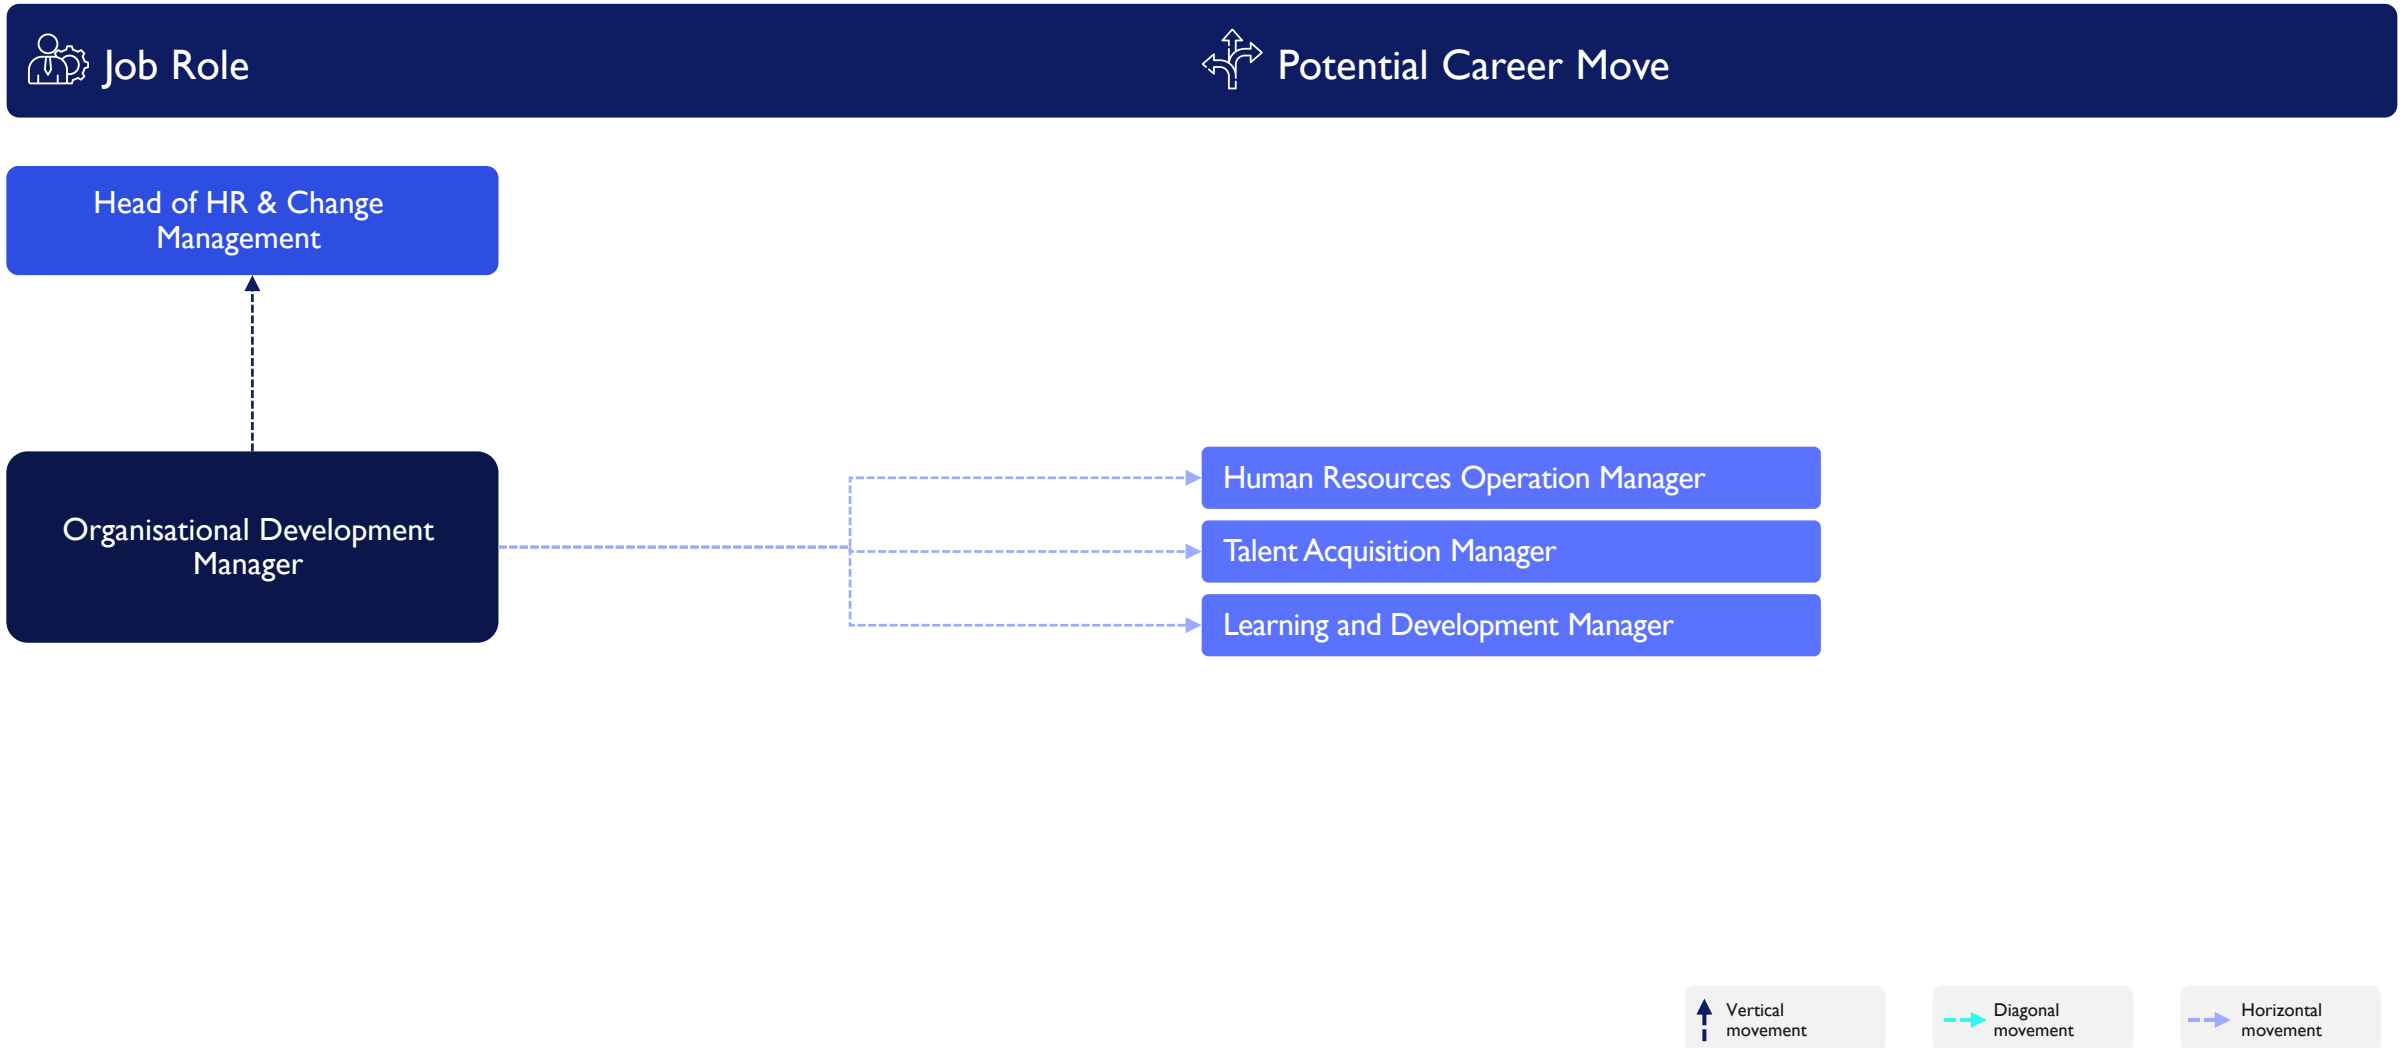 Job Role
Potential Career Move
Head of HR & Change
Management
Organisational Development
Manager
Human Resources Operation Manager
Talent Acquisition Manager
Learning and Development Manager
Vertical
movement
Diagonal
movement
Horizontal
movement